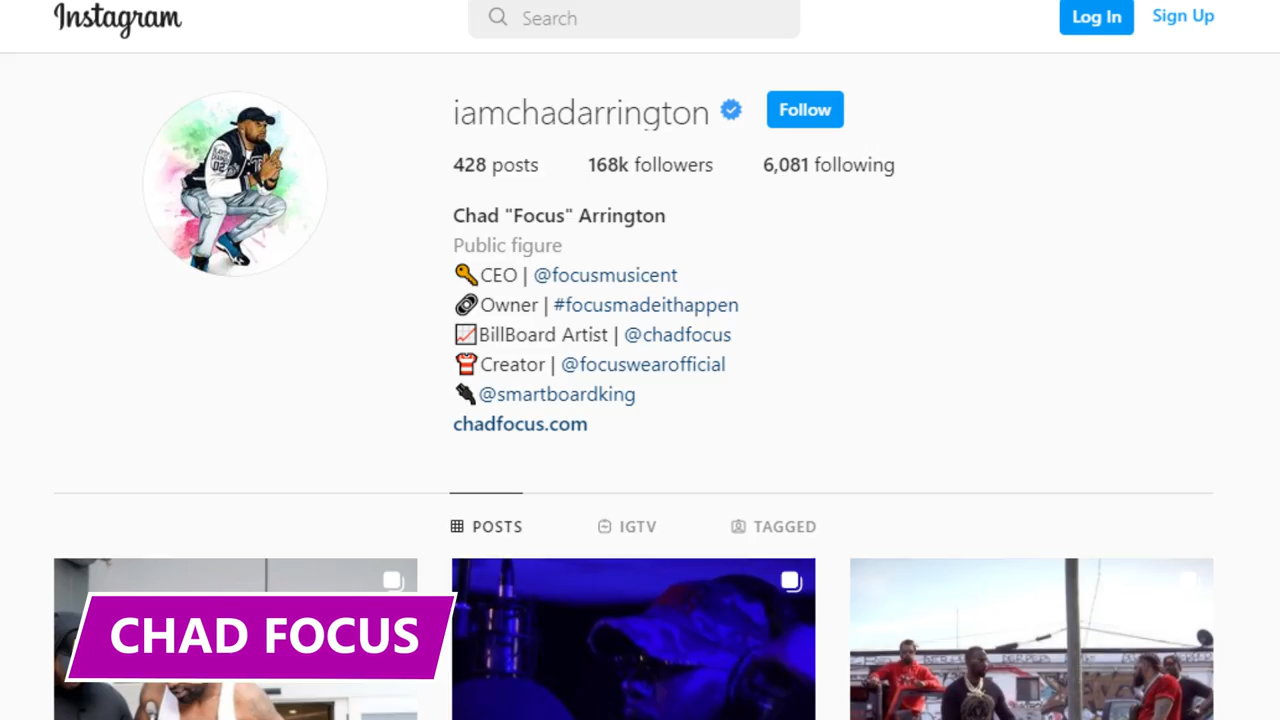 Instagram
Search
Log In
Sign Up
iamchadarrington
Follow
428 posts
168k followers
6,081 following
Chad "Focus" Arrington
Public figure
🔑CEO | @focusmusicent
Owner | #focusmadeithappen
📈BillBoard Artist | @chadfocus
Creator | @focuswearofficial
@smartboardking
chadfocus.com
POSTS
IGTV
TAGGED
CHAD FOCUS